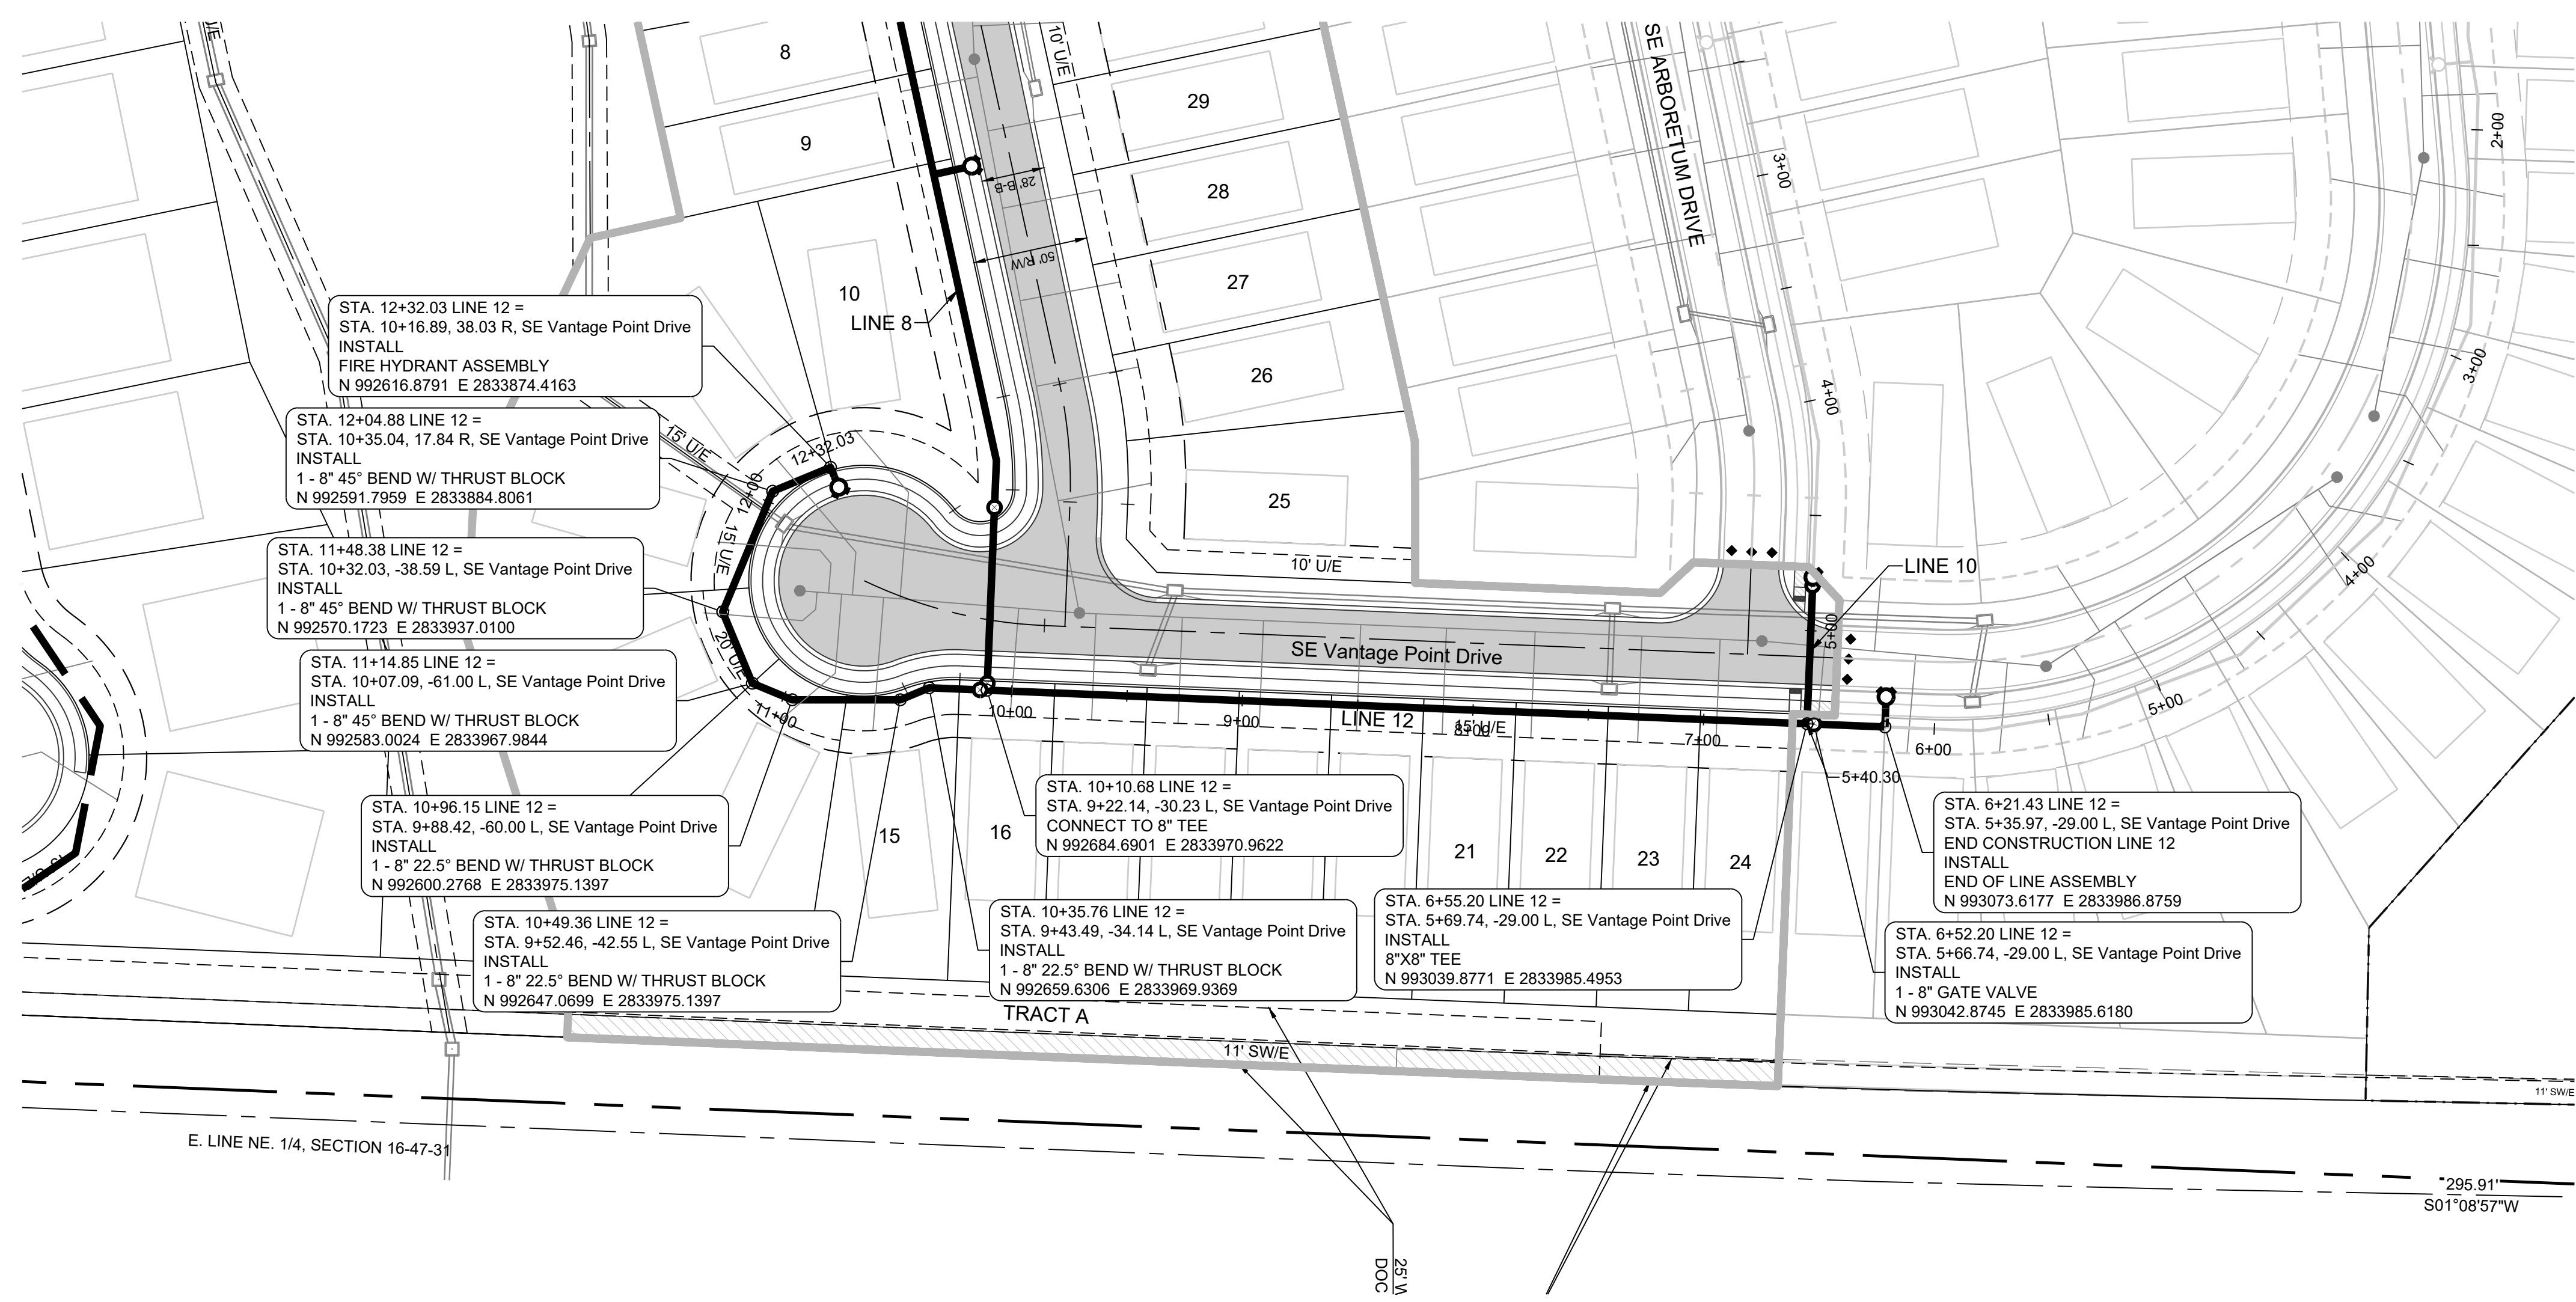 U/E
8
9
10
LINE 8
10' U/E
29
28
27
26
25
28' B-B
50' R/W
SE ARBORETUM DRIVE
3+00
4+00
5+00
2+00
3+00
4+00
5+00
6+00
STA. 12+32.03 LINE 12 =
STA. 10+16.89, 38.03 R, SE Vantage Point Drive
INSTALL
FIRE HYDRANT ASSEMBLY
N 992616.8791 E 2833874.4163
STA. 12+04.88 LINE 12 =
STA. 10+35.04, 17.84 R, SE Vantage Point Drive
INSTALL
1 - 8" 45° BEND W/ THRUST BLOCK
N 992591.7959 E 2833884.8061
STA. 11+48.38 LINE 12 =
STA. 10+32.03, -38.59 L, SE Vantage Point Drive
INSTALL
1 - 8" 45° BEND W/ THRUST BLOCK
N 992570.1723 E 2833937.0100
STA. 11+14.85 LINE 12 =
STA. 10+07.09, -61.00 L, SE Vantage Point Drive
INSTALL
1 - 8" 45° BEND W/ THRUST BLOCK
N 992583.0024 E 2833967.9844
STA. 10+96.15 LINE 12 =
STA. 9+88.42, -60.00 L, SE Vantage Point Drive
INSTALL
1 - 8" 22.5° BEND W/ THRUST BLOCK
N 992600.2768 E 2833975.1397
STA. 10+49.36 LINE 12 =
STA. 9+52.46, -42.55 L, SE Vantage Point Drive
INSTALL
1 - 8" 22.5° BEND W/ THRUST BLOCK
N 992647.0699 E 2833975.1397
15' U/E
12+32.03
12+00
15' U/E
20' U/E
11+00
10' U/E
LINE 10
SE Vantage Point Drive
10+00
9+00
LINE 12
15' U/E
8+00
7+00
5+40.30
STA. 10+10.68 LINE 12 =
STA. 9+22.14, -30.23 L, SE Vantage Point Drive
CONNECT TO 8" TEE
N 992684.6901 E 2833970.9622
STA. 10+35.76 LINE 12 =
STA. 9+43.49, -34.14 L, SE Vantage Point Drive
INSTALL
1 - 8" 22.5° BEND W/ THRUST BLOCK
N 992659.6306 E 2833969.9369
STA. 6+55.20 LINE 12 =
STA. 5+69.74, -29.00 L, SE Vantage Point Drive
INSTALL
8"X8" TEE
N 993039.8771 E 2833985.4953
STA. 6+21.43 LINE 12 =
STA. 5+35.97, -29.00 L, SE Vantage Point Drive
END CONSTRUCTION LINE 12
INSTALL
END OF LINE ASSEMBLY
N 993073.6177 E 2833986.8759
STA. 6+52.20 LINE 12 =
STA. 5+66.74, -29.00 L, SE Vantage Point Drive
INSTALL
1 - 8" GATE VALVE
N 993042.8745 E 2833985.6180
15
16
21
22
23
24
TRACT A
11' SW/E
11' SW/E
E. LINE NE. 1/4, SECTION 16-47-31
295.91'
S01°08'57"W
25'
DOC